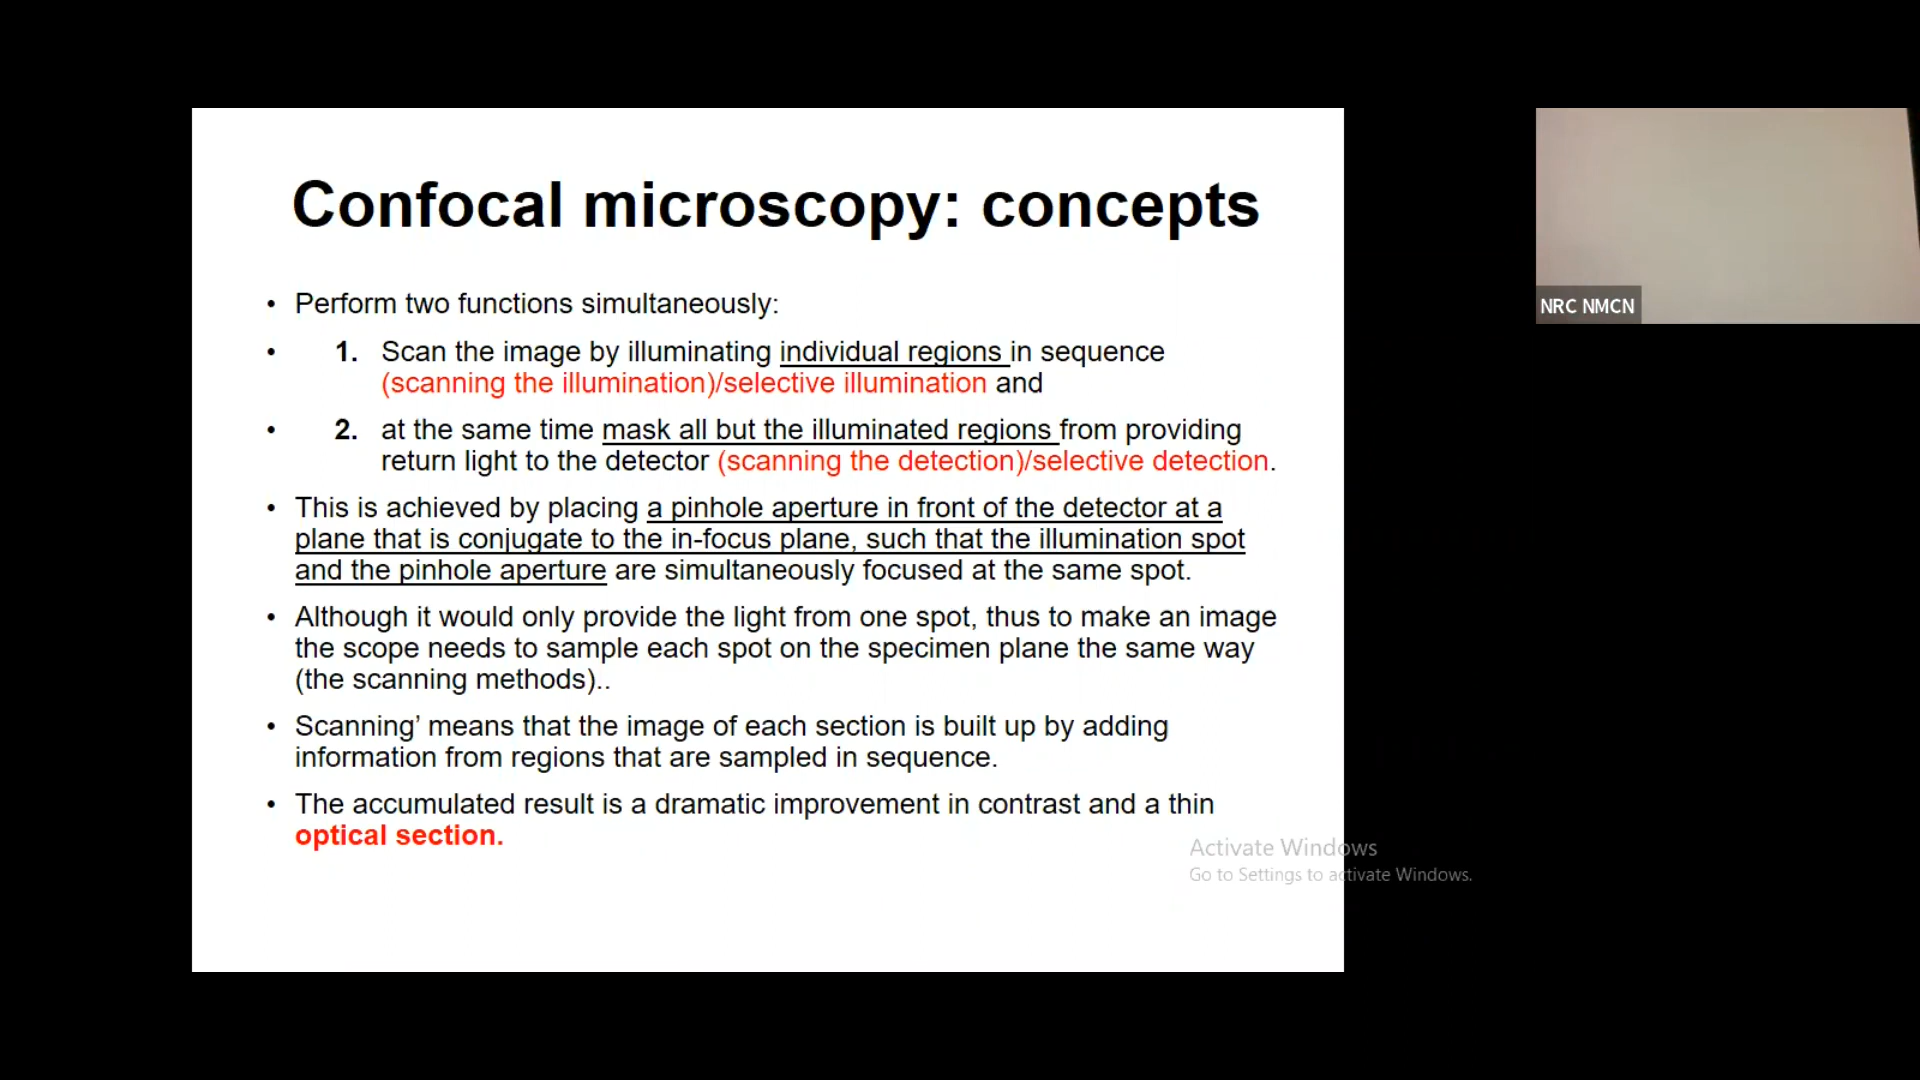 Confocal microscopy: concepts
• Perform two functions simultaneously:
• 1. Scan the image by illuminating individual regions in sequence
(scanning the illumination)/selective illumination and
• 2. at the same time mask all but the illuminated regions from providing
return light to the detector (scanning the detection)/selective detection.
• This is achieved by placing a pinhole aperture in front of the detector at a
plane that is conjugate to the in-focus plane, such that the illumination spot
and the pinhole aperture are simultaneously focused at the same spot.
• Although it would only provide the light from one spot, thus to make an image
the scope needs to sample each spot on the specimen plane the same way
(the scanning methods)..
• Scanning’ means that the image of each section is built up by adding
information from regions that are sampled in sequence.
• The accumulated result is a dramatic improvement in contrast and a thin
optical section.
Activate Windows
Go to Settings to activate Windows.
NRC NMCN